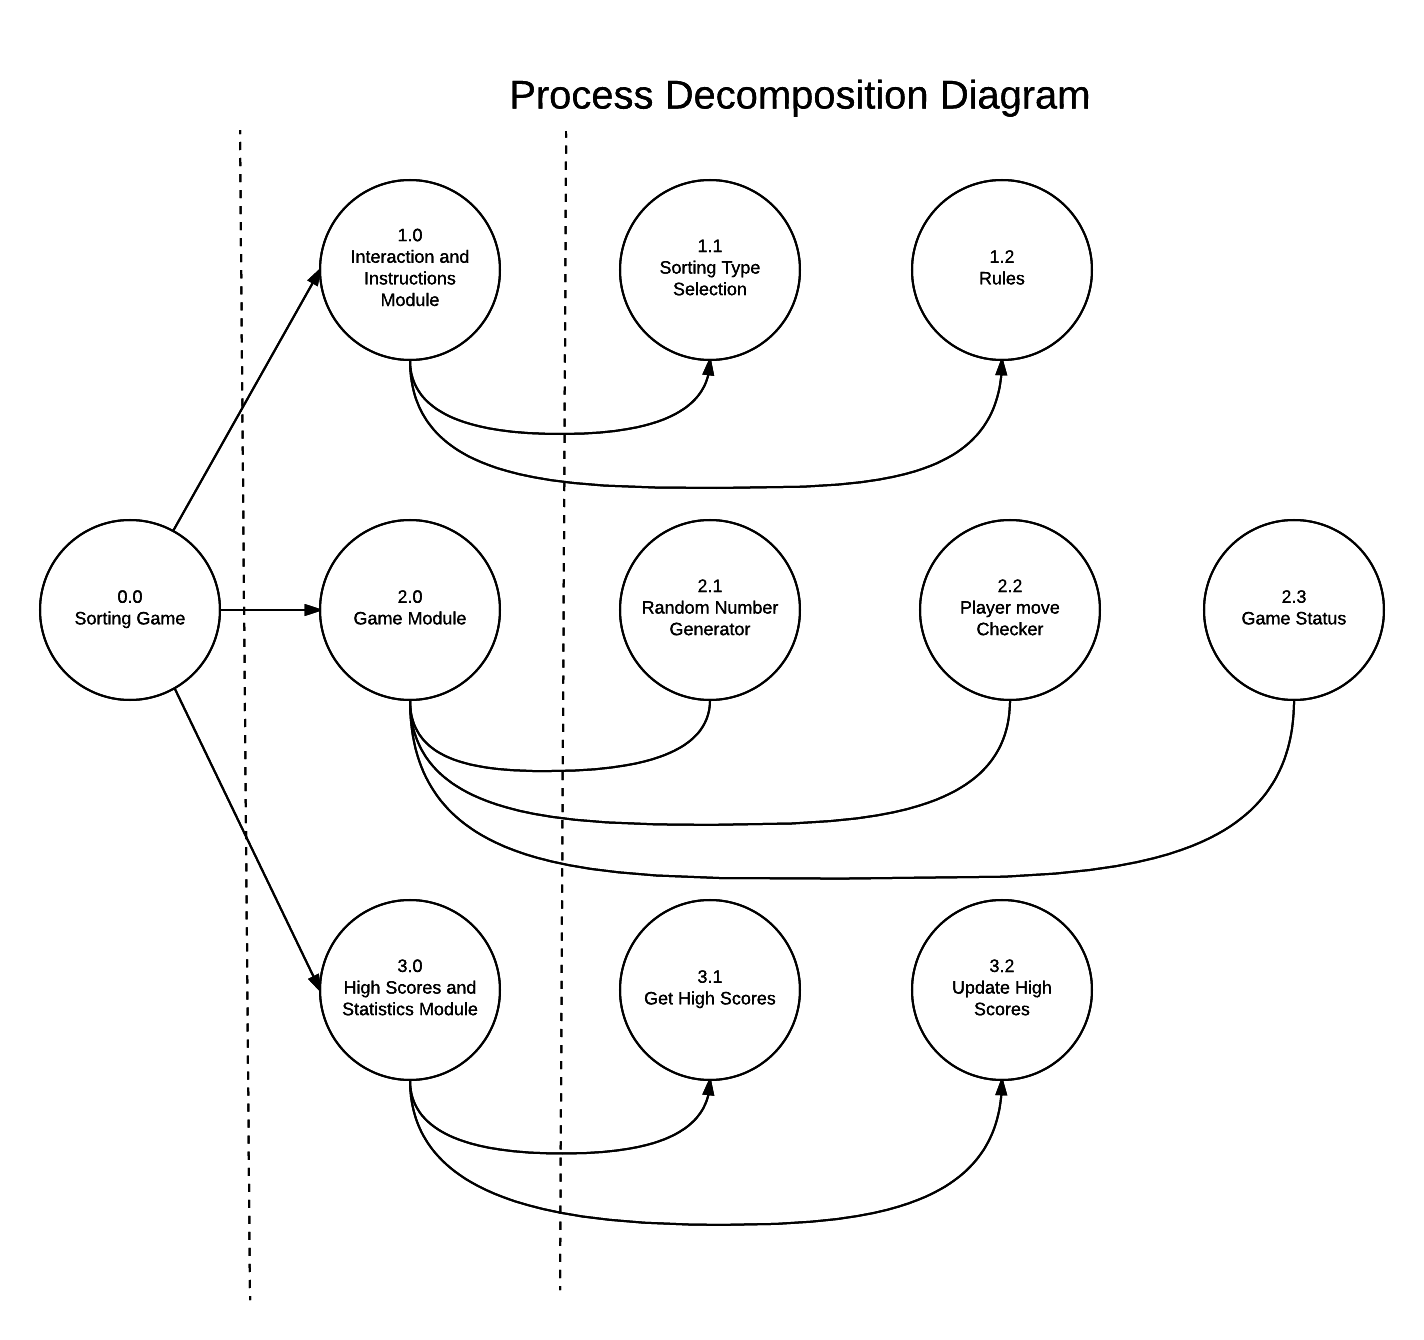 Process Decomposition Diagram
1.0
Interaction and
Instructions
Module
1.1
Sorting Type
Selection
1.2
Rules
0.0
Sorting Game
2.0
Game Module
2.1
Random Number
Generator
2.2
Player move
Checker
2.3
Game Status
3.0
High Scores and
Statistics Module
3.1
Get High Scores
3.2
Update High
Scores